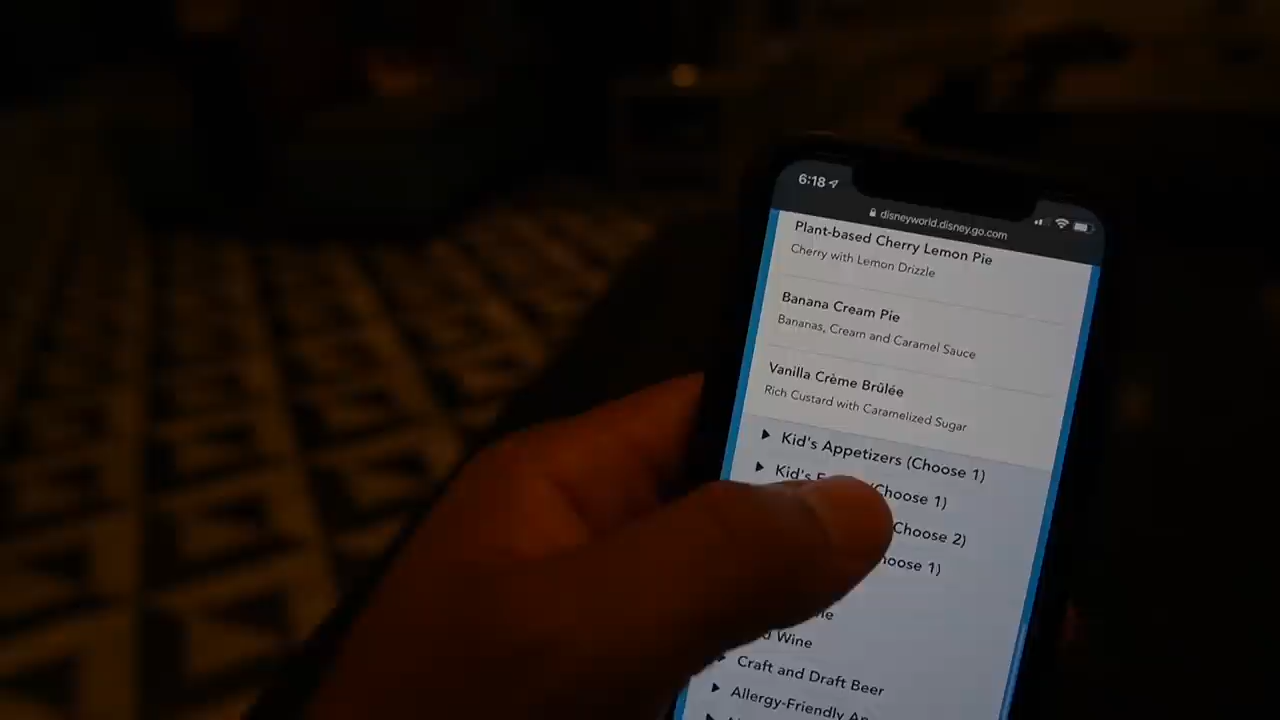 6:18
disneyworld.disney.go.com
Plant-based Cherry Lemon Pie
Cherry with Lemon Drizzle
Banana Cream Pie
Bananas, Cream and Caramel Sauce
Vanilla Crème Brûlée
Rich Custard with Caramelized Sugar
Kid's Appetizers (Choose 1)
Kid's (Choose 1)
Choose 2)
1)
Wine
Craft and Draft Beer
Allergy-Friendly